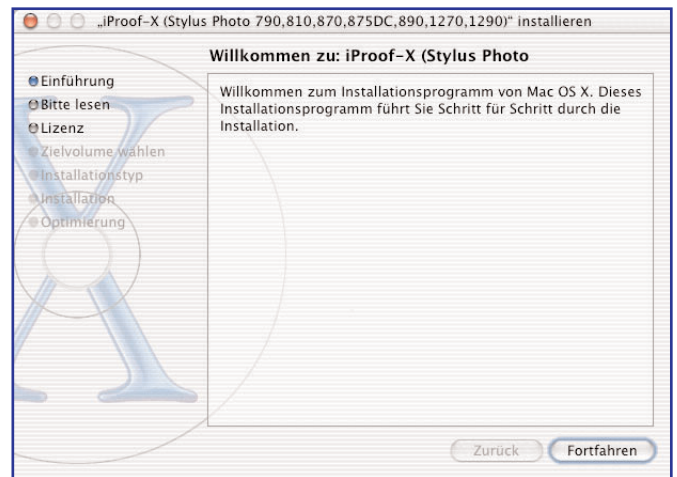 „iProof-X (Stylus Photo 790,810,870,875DC,890,1270,1290)“ installieren
Willkommen zu: iProof-X (Stylus Photo
Einführung
Bitte lesen
Lizenz
Zielvolume wählen
Installationstyp
Installation
Optimierung
Willkommen zum Installationsprogramm von Mac OS X. Dieses
Installationsprogramm führt Sie Schritt für Schritt durch die
Installation.
Zurück
Fortfahren